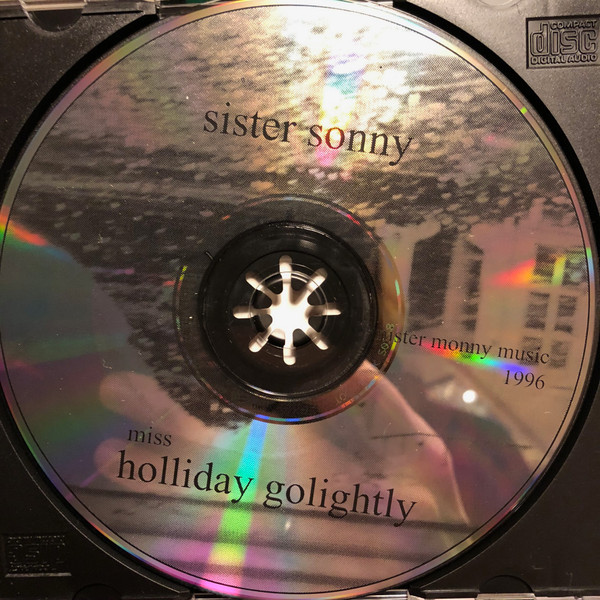 COMPACT
disc
DIGITAL AUDIO
sister sonny
sister monny music
1996
miss
holliday golightly